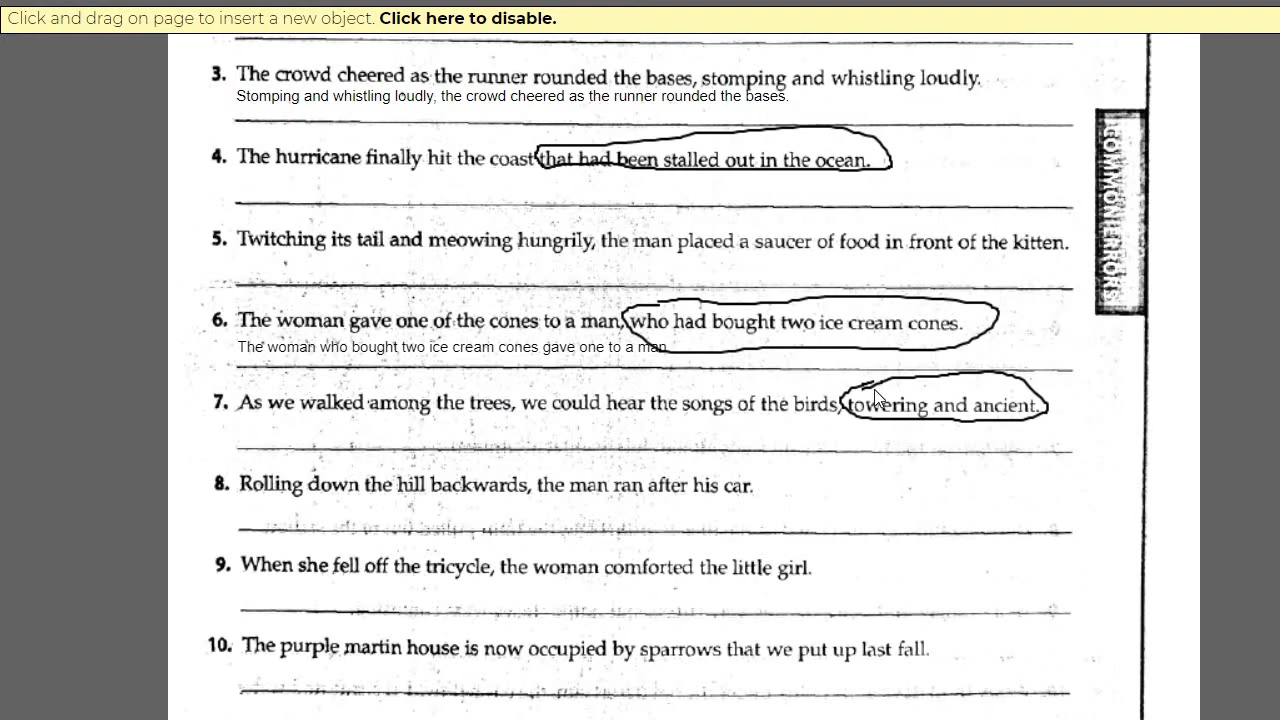 Click and drag on page to insert a new object. Click here to disable.
3. The crowd cheered as the runner rounded the bases, stomping and whistling loudly.
Stomping and whistling loudly, the crowd cheered as the runner rounded the bases.
4. The hurricane finally hit the coast that had been stalled out in the ocean.
5. Twitching its tail and meowing hungrily, the man placed a saucer of food in front of the kitten.
6. The woman gave one of the cones to a man, who had bought two ice cream cones.
The woman who bought two ice cream cones gave one to a man
7. As we walked among the trees, we could hear the songs of the birds, towering and ancient.
8. Rolling down the hill backwards, the man ran after his car.
9. When she fell off the tricycle, the woman comforted the little girl.
10. The purple martin house is now occupied by sparrows that we put up last fall.
COMMON ERRORS